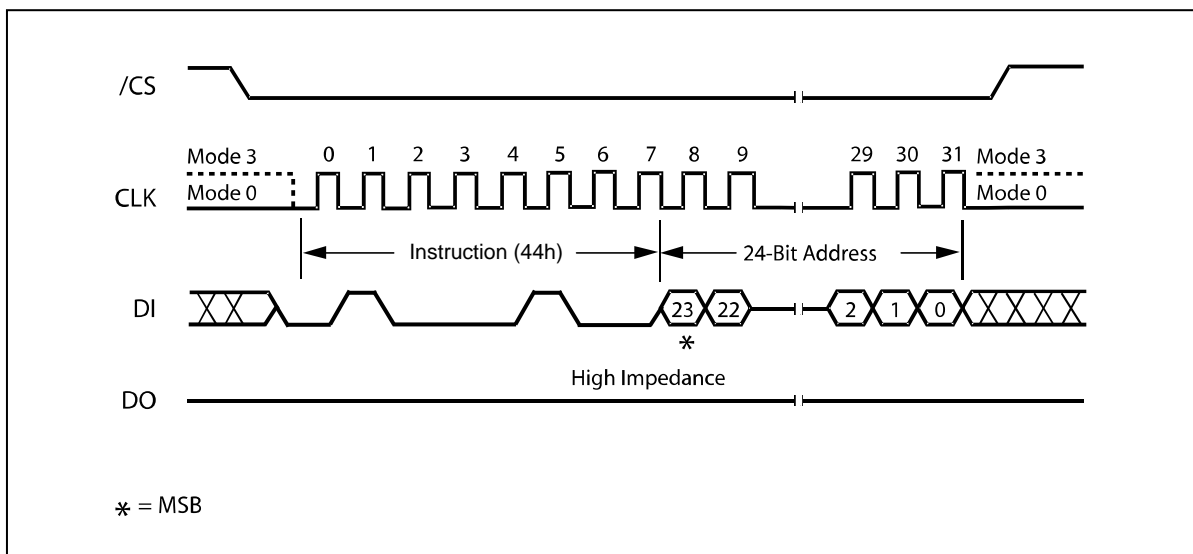 /CS
Mode 3 0 1 2 3 4 5 6 7 8 9 29 30 31 Mode 3
CLK Mode 0 Mode 0
Instruction (44h) 24-Bit Address
DI 23 22 2 1 0
*
High Impedance
DO
* = MSB